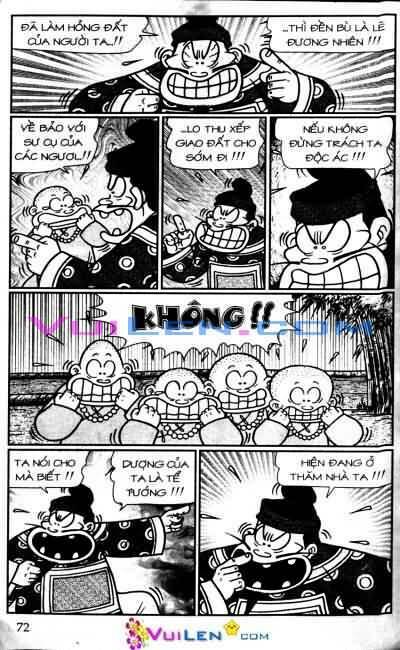 ĐÃ LÀM HỎNG ĐẤT
CỦA NGƯỜI TA..!!
...THÌ ĐỀN BÙ LÀ LẼ
ĐƯƠNG NHIÊN !!!
VỀ BẢO VỚI
SƯ CỤ CỦA
CÁC NGƯƠI..
...LO THU XẾP
GIAO ĐẤT CHO
SỚM ĐI !!!
NẾU KHÔNG
ĐỪNG TRÁCH TA
ĐỘC ÁC !!!
KHÔNG !!
VUILEN.COM
TA NÓI CHO
MÀ BIẾT !!
DƯỢNG CỦA
TA LÀ TỂ
TƯỚNG !!!
HIỆN ĐANG Ở
THĂM NHÀ TA !!!
72
VUILEN.COM